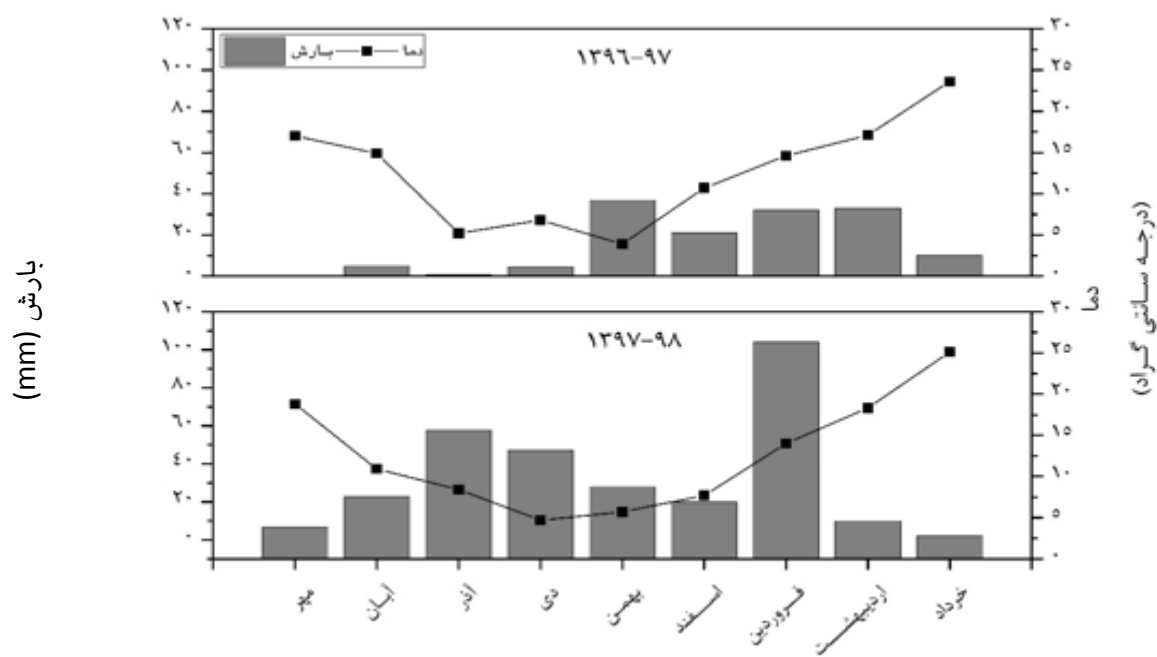 بارش (mm)
۱۲۰
۱۰۰
۸۰
۶۰
۴۰
۲۰
۰
بارش
دما
۱۳۹۶-۹۷
۳۰
۲۵
۲۰
۱۵
۱۰
۵
۰
۱۲۰
۱۰۰
۸۰
۶۰
۴۰
۲۰
۰
۱۳۹۷-۹۸
۳۰
۲۵
۲۰
۱۵
۱۰
۵
۰
مهر
آبان
آذر
دی
بهمن
اسفند
فروردین
اردیبهشت
خرداد
دما
(درجه سانتی گراد)